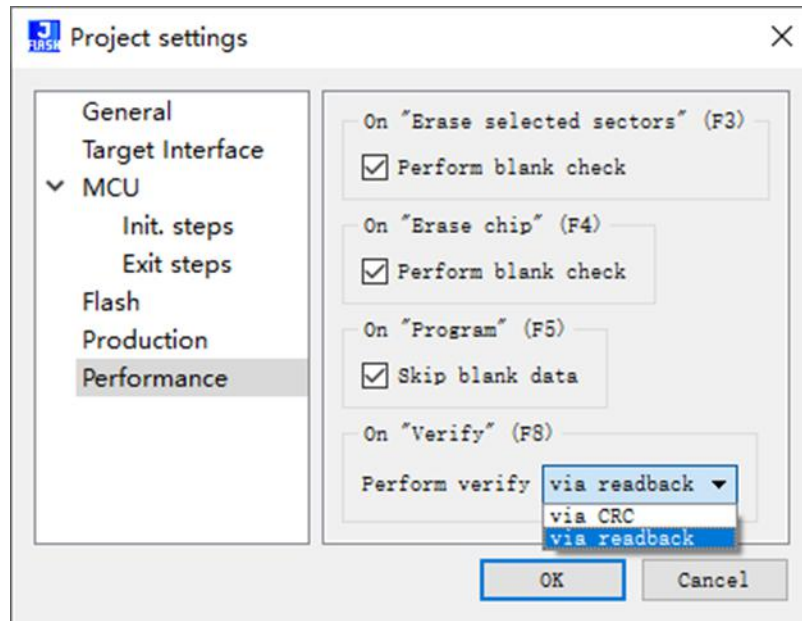 J
FLASH
Project settings
General
Target Interface
MCU
Init. steps
Exit steps
Flash
Production
Performance
On "Erase selected sectors" (F3)
Perform blank check
On "Erase chip" (F4)
Perform blank check
On "Program" (F5)
Skip blank data
On "Verify" (F8)
Perform verify via readback
via CRC
via readback
OK Cancel